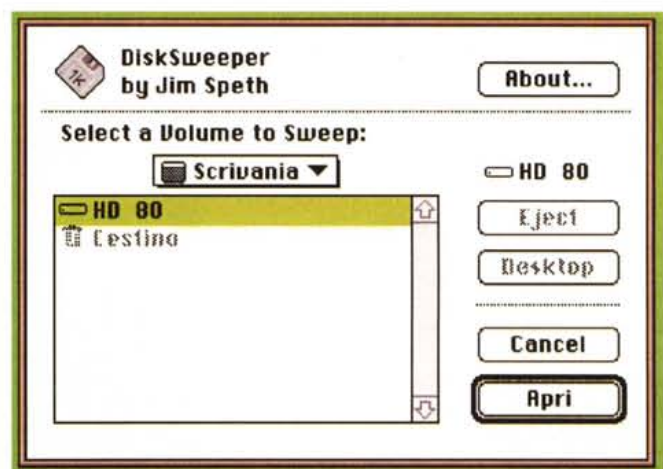 1K
DiskSweeper
by Jim Speth
About...
Select a Volume to Sweep:
Scrivania
HD 80
HD 80
Cestino
Eject
Desktop
Cancel
Apri